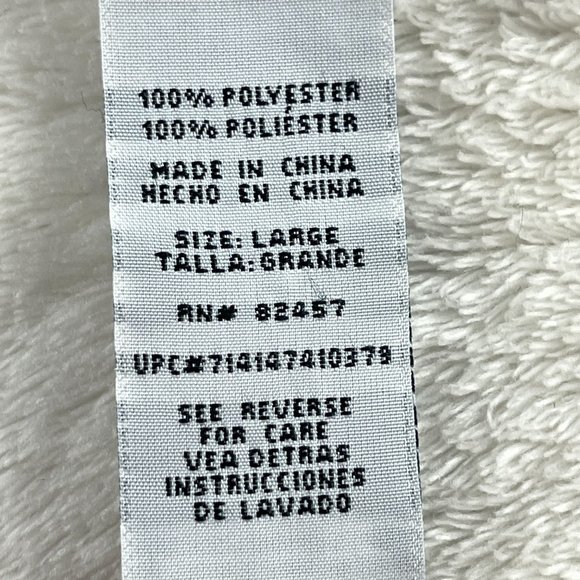 100% POLYESTER
100% POLIÉSTER
MADE IN CHINA
HECHO EN CHINA
SIZE: LARGE
TALLA: GRANDE
RN# 82457
UPC#714147410379
SEE REVERSE
FOR CARE
VEA DETRAS
INSTRUCCIONES
DE LAVADO